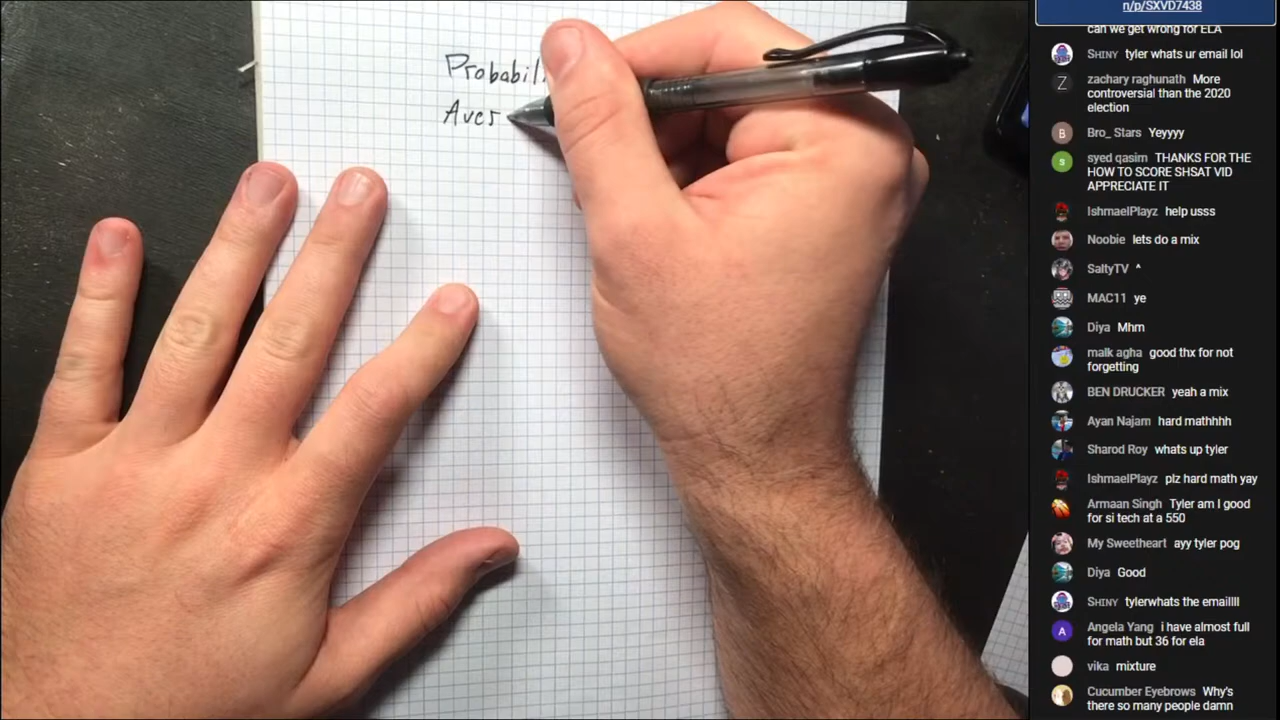 Probabili
Aver
n/p/SXVD7438
can we get wrong for ELA
SHINY tyler whats ur email lol
zachary raghunath More
controversial than the 2020
election
Bro_ Stars Yeyyyy
syed qasim THANKS FOR THE
HOW TO SCORE SHSAT VID
APPRECIATE IT
IshmaelPlayz help usss
Noobie lets do a mix
SaltyTV ^
MAC11 ye
Diya Mhm
malk agha good thx for not
forgetting
BEN DRUCKER yeah a mix
Ayan Najam hard mathhhh
Sharod Roy whats up tyler
IshmaelPlayz plz hard math yay
Armaan Singh Tyler am I good
for si tech at a 550
My Sweetheart ayy tyler pog
Diya Good
SHINY tylerwhats the emailllll
Angela Yang i have almost full
for math but 36 for ela
vika mixture
Cucumber Eyebrows Why's
there so many people damn